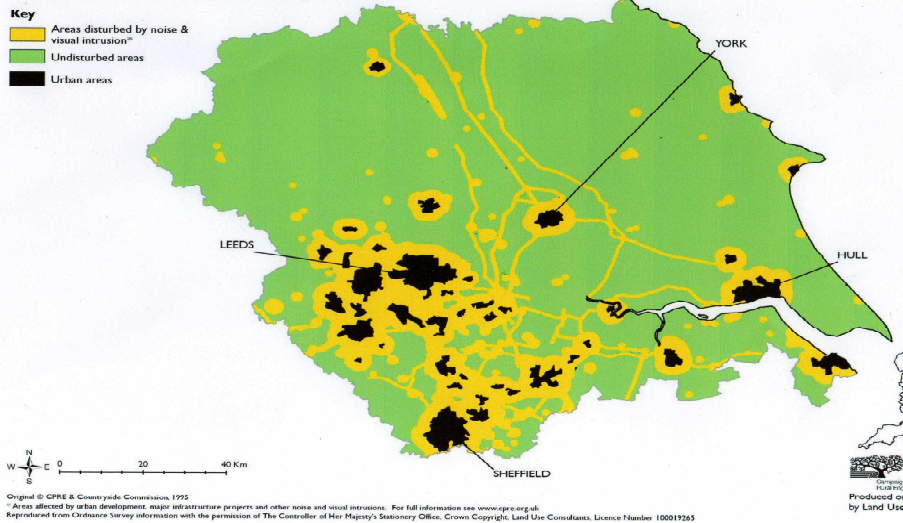 Key
Areas disturbed by noise &
visual intrusion*
Undisturbed areas
Urban areas
YORK
LEEDS
HULL
SHEFFIELD
N
W E
S
0 20 40 Km
Campaig
Rural Eng
Produced o
by Land Use
Original © CPRE & Countryside Commission, 1995
* Areas affected by urban development, major infrastructure projects and other noise and visual intrusions. For full information see www.cpre.org.uk
Reproduced from Ordnance Survey information with the permission of The Controller of Her Majesty's Stationery Office, Crown Copyright, Land Use Consultants, Licence Number 100019265